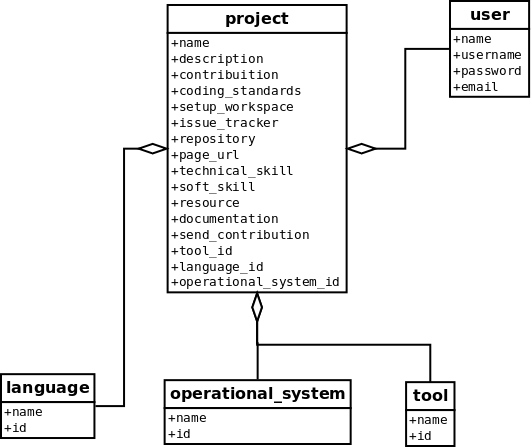 project
+name
+description
+contribuition
+coding_standards
+setup_workspace
+issue_tracker
+repository
+page_url
+technical_skill
+soft_skill
+resource
+documentation
+send_contribution
+tool_id
+language_id
+operational_system_id
user
+name
+username
+password
+email
language
+name
+id
operational_system
+name
+id
tool
+name
+id